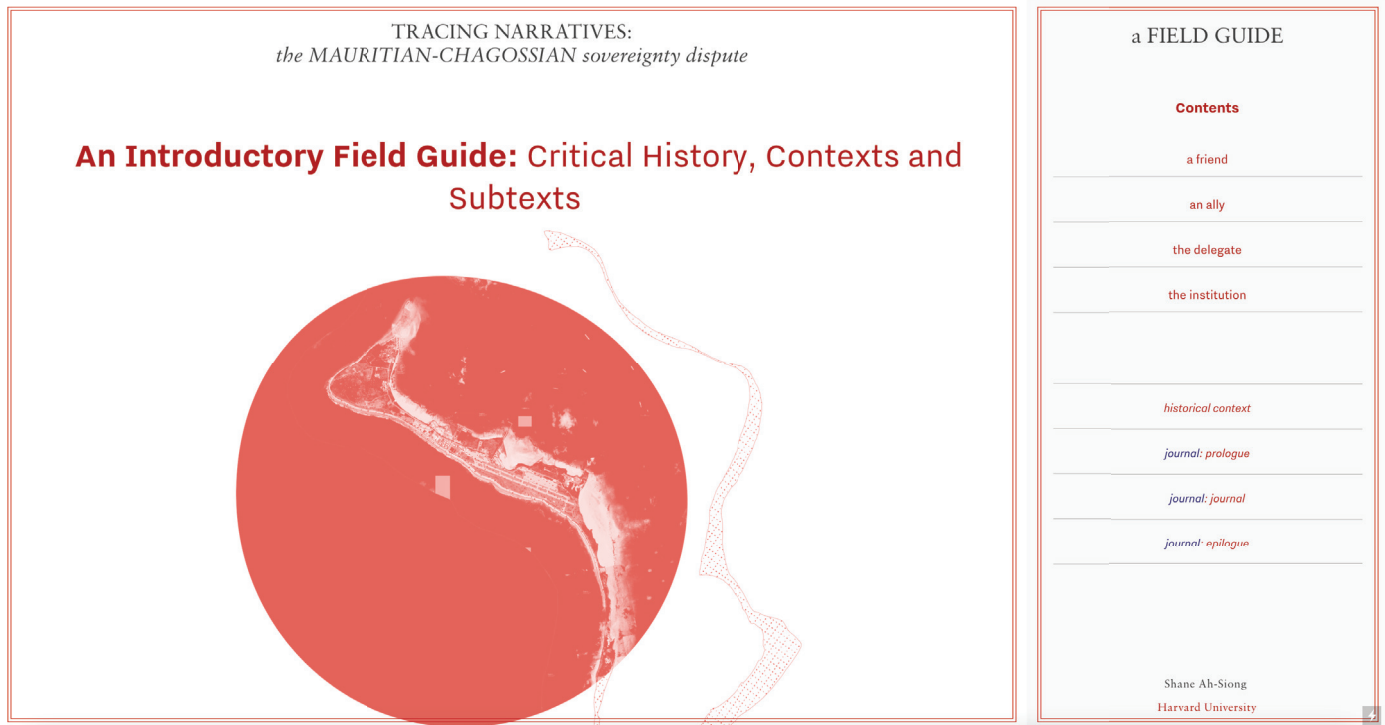 TRACING NARRATIVES:
the MAURITIAN-CHAGOSSIAN sovereignty dispute
An Introductory Field Guide: Critical History, Contexts and
Subtexts
a FIELD GUIDE
Contents
a friend
an ally
the delegate
the institution
historical context
journal: prologue
journal: journal
journal: epilogue
Shane Ah-Siong
Harvard University